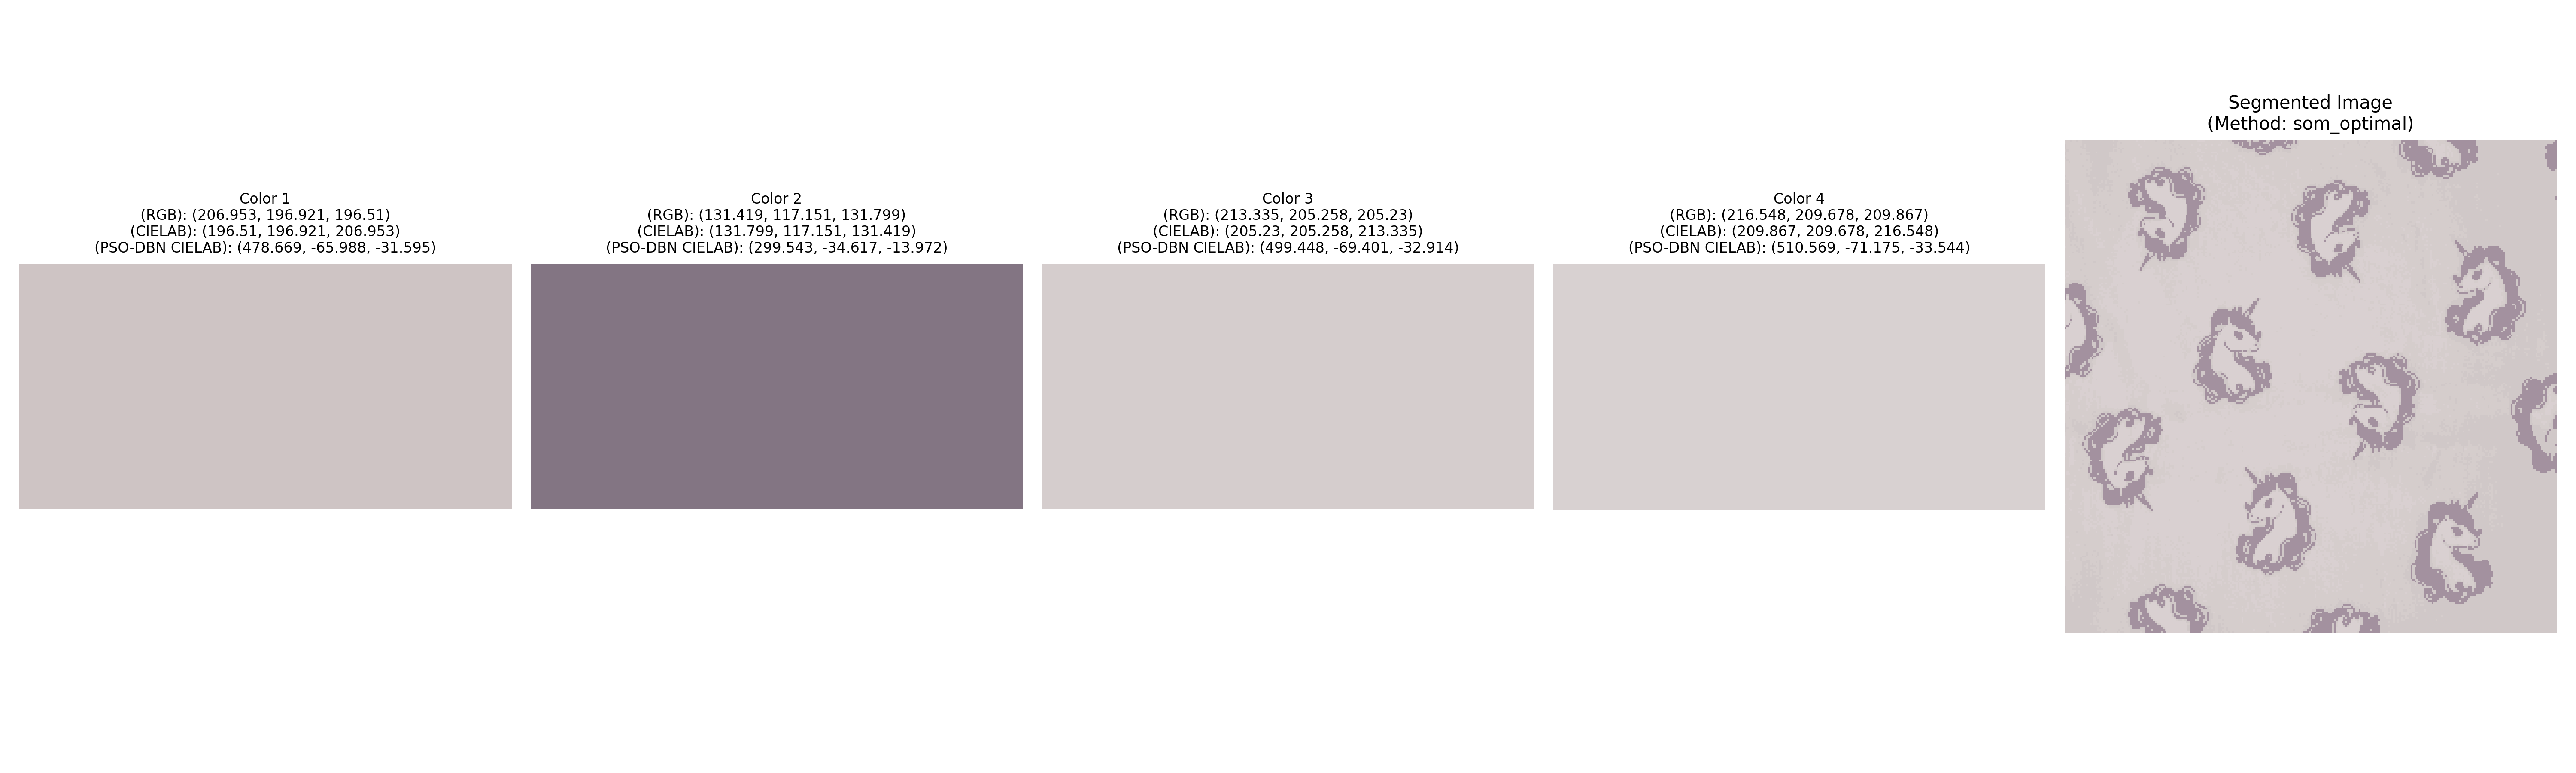 Color 1
(RGB): (206.953, 196.921, 196.51)
(CIELAB): (196.51, 196.921, 206.953)
(PSO-DBN CIELAB): (478.669, -65.988, -31.595)
Color 2
(RGB): (131.419, 117.151, 131.799)
(CIELAB): (131.799, 117.151, 131.419)
(PSO-DBN CIELAB): (299.543, -34.617, -13.972)
Color 3
(RGB): (213.335, 205.258, 205.23)
(CIELAB): (205.23, 205.258, 213.335)
(PSO-DBN CIELAB): (499.448, -69.401, -32.914)
Color 4
(RGB): (216.548, 209.678, 209.867)
(CIELAB): (209.867, 209.678, 216.548)
(PSO-DBN CIELAB): (510.569, -71.175, -33.544)
Segmented Image
(Method: som_optimal)